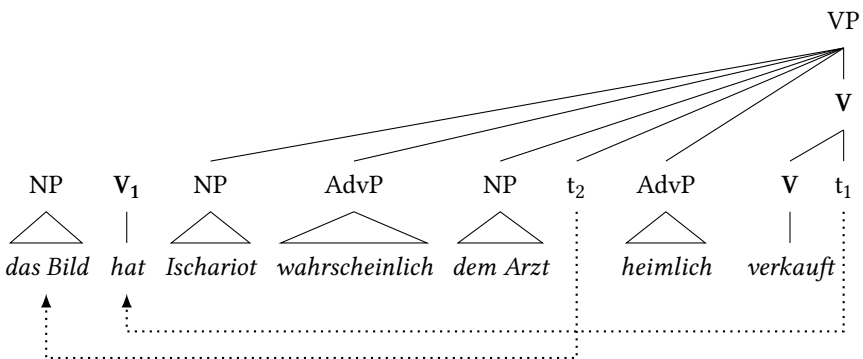 VP
V
NP V₁ NP AdvP NP t₂ AdvP V t₁
das Bild hat Ischariot wahrscheinlich dem Arzt heimlich verkauft